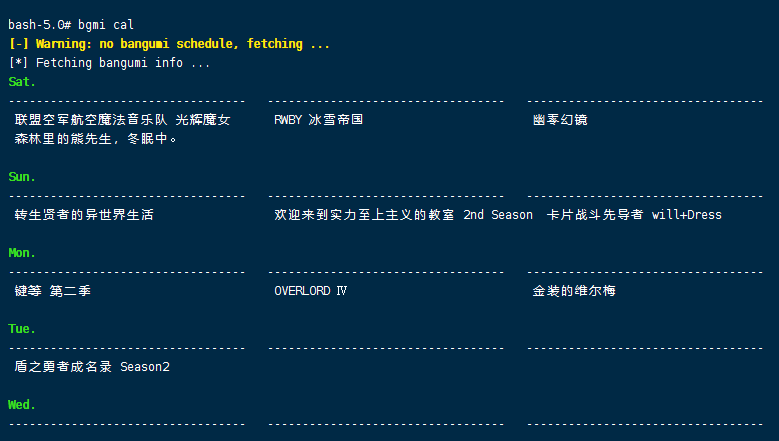 bash-5.0# bgmi cal
[-] Warning: no bangumi schedule, fetching ...
[*] Fetching bangumi info ...
Sat.
--------------------------------- --------------------------------- ---------------------------------
联盟空军航空魔法音乐队 光辉魔女 RWBY 冰雪帝国 幽零幻镜
森林里的熊先生，冬眠中。
Sun.
--------------------------------- --------------------------------- ---------------------------------
转生贤者的异世界生活 欢迎来到实力至上主义的教室 2nd Season 卡片战斗先导者 will+Dress
Mon.
--------------------------------- --------------------------------- ---------------------------------
键等 第二季 OVERLORD Ⅳ 金装的维尔梅
Tue.
--------------------------------- --------------------------------- ---------------------------------
盾之勇者成名录 Season2
Wed.
--------------------------------- --------------------------------- ---------------------------------